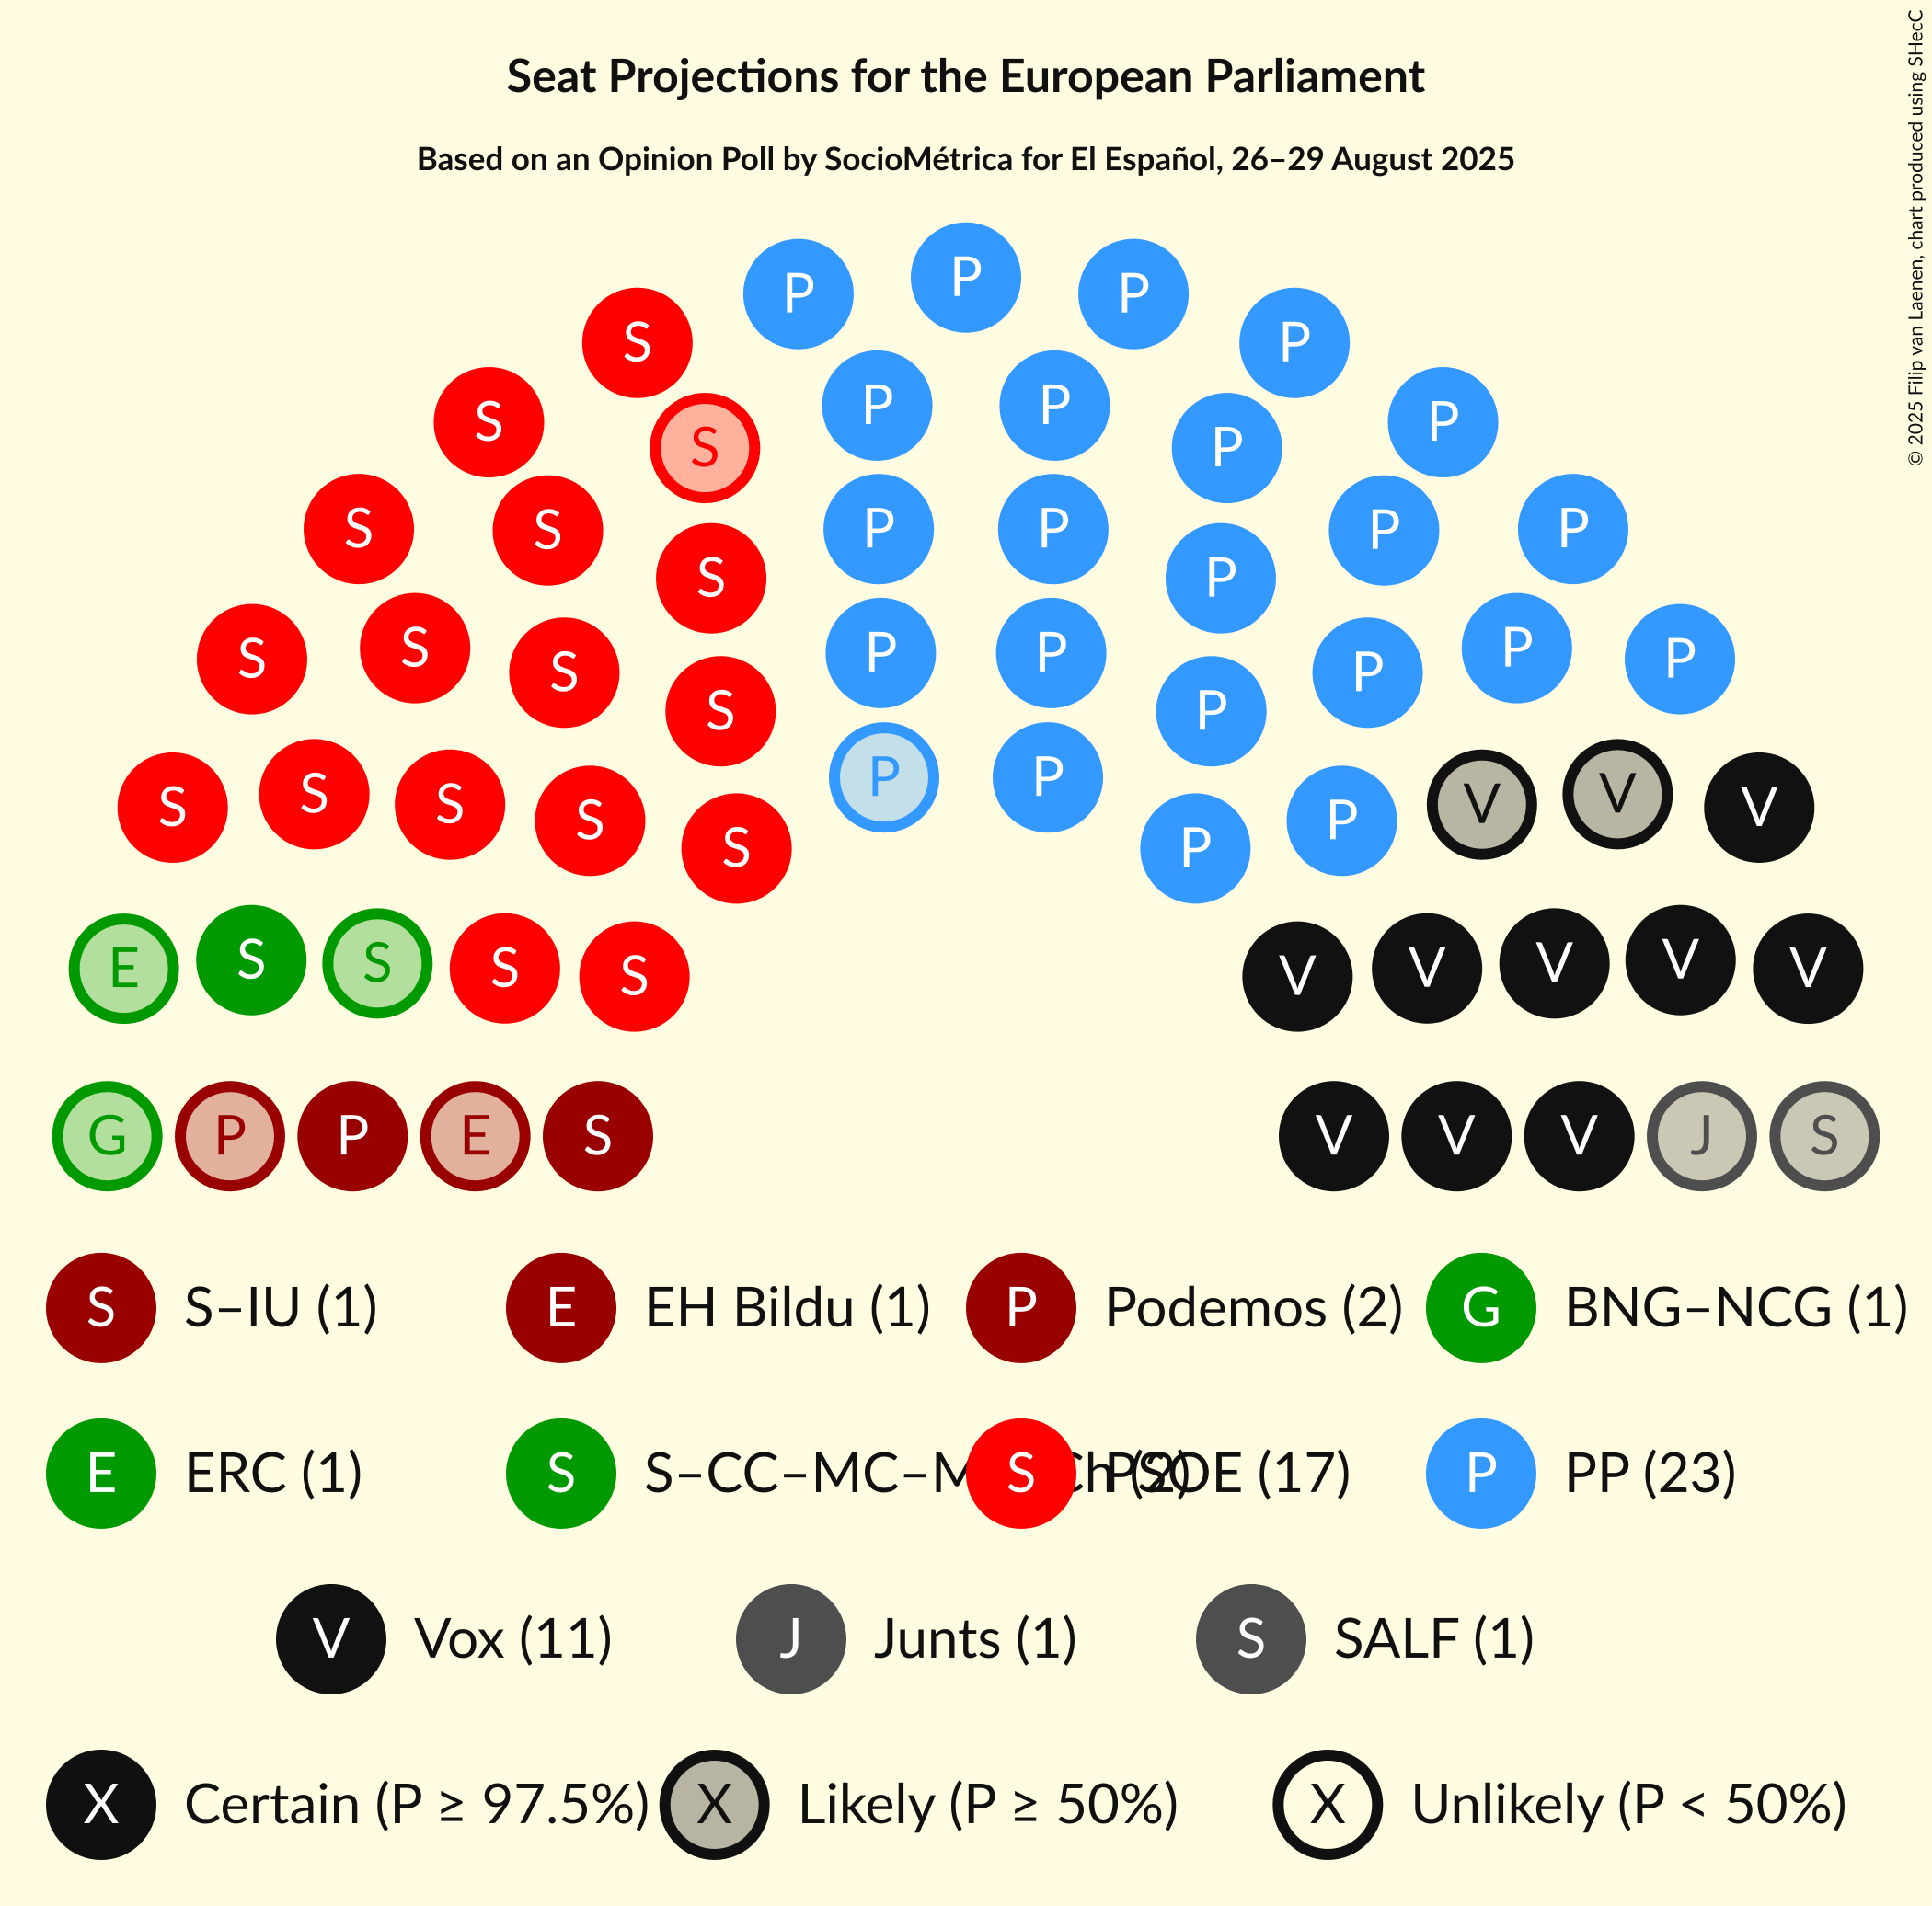 Seat Projections for the European Parliament
Based on an Opinion Poll by SocioMétrica for El Español, 26–29 August 2025
© 2025 Filip van Laenen, chart produced using SHecC
P
P P
S P
S P P P
S P
S S P P P P
S P P
S S S P P P P
S P P
S P P
S S S S P P V V V
S P
E S S S S V V V V V
G P P E S V V V J S
S S–IU (1) E EH Bildu (1) P Podemos (2) G BNG–NCG (1)
E ERC (1) S S–CC–MC–M S PSOE (17) P PP (23)
V Vox (11) J Junts (1) S SALF (1)
X Certain (P ≥ 97.5%) X Likely (P ≥ 50%) X Unlikely (P < 50%)